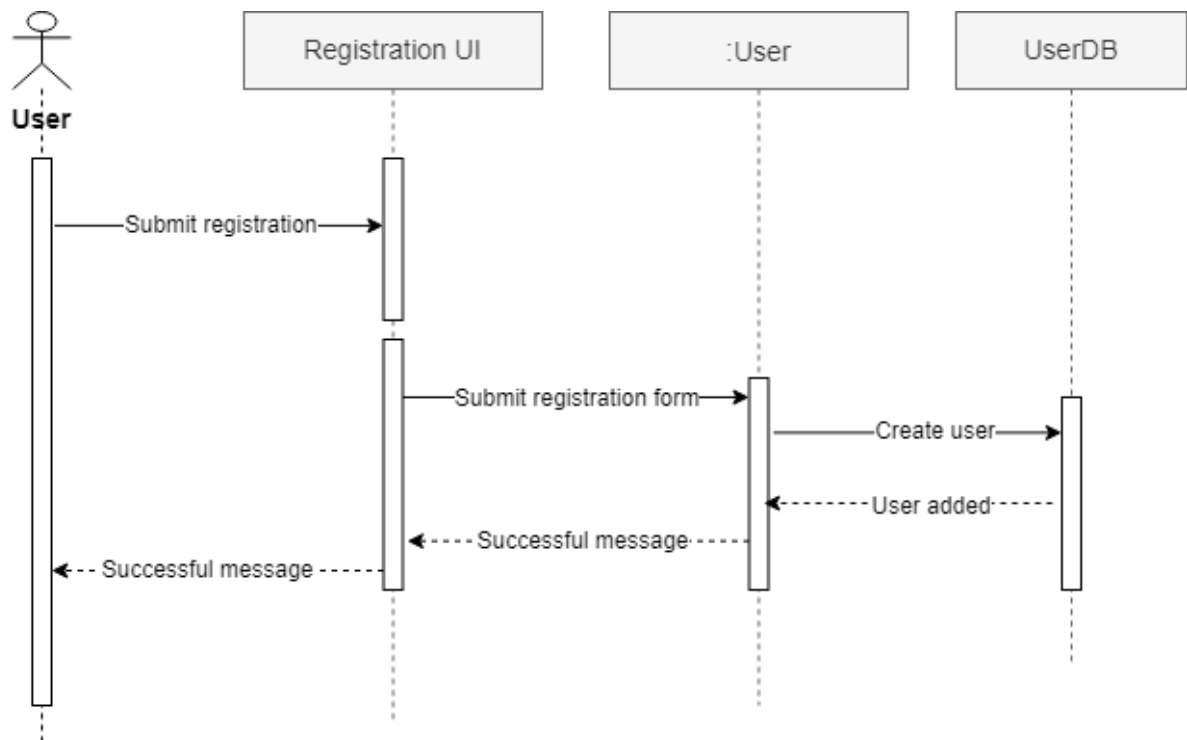 Registration UI
:User
UserDB
User
Submit registration
Submit registration form
Create user
User added
Successful message
Successful message